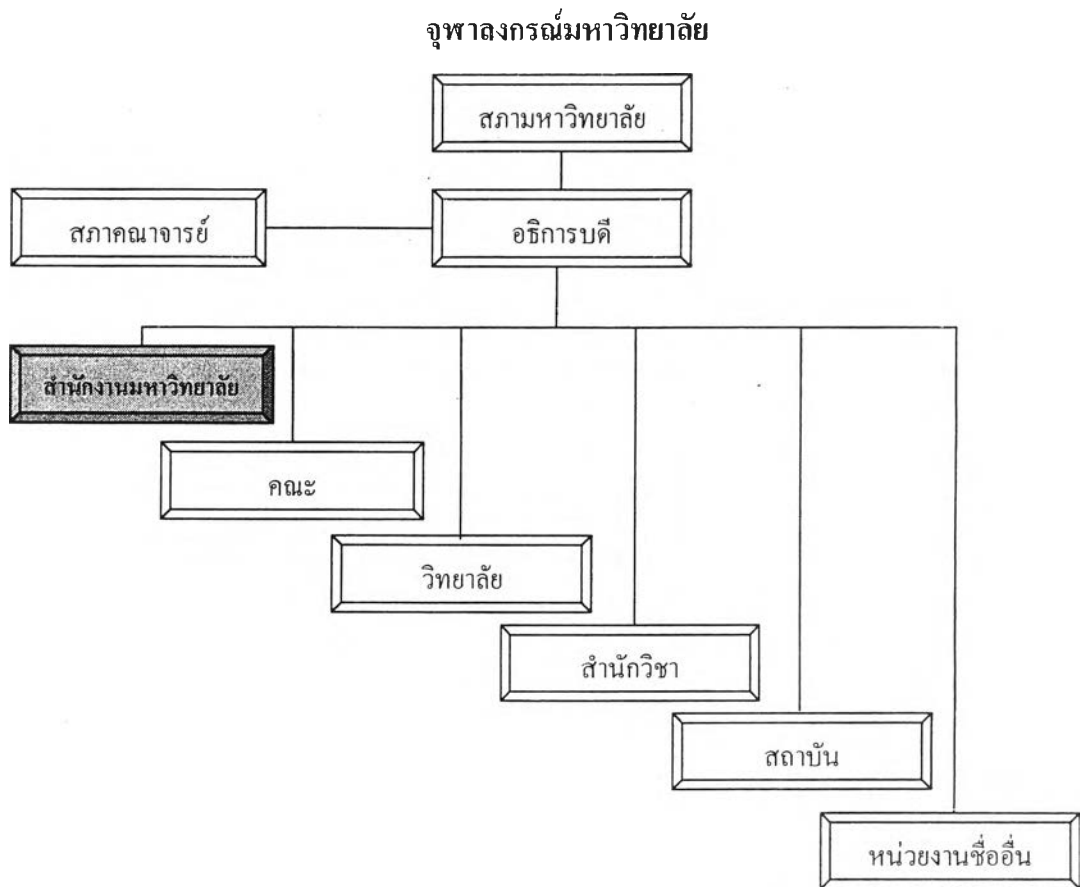 จุฬาลงกรณ์มหาวิทยาลัย
สภามหาวิทยาลัย
สภาคณาจารย์
อธิการบดี
สำนักงานมหาวิทยาลัย
คณะ
วิทยาลัย
สำนักวิชา
สถาบัน
หน่วยงานชื่ออื่น